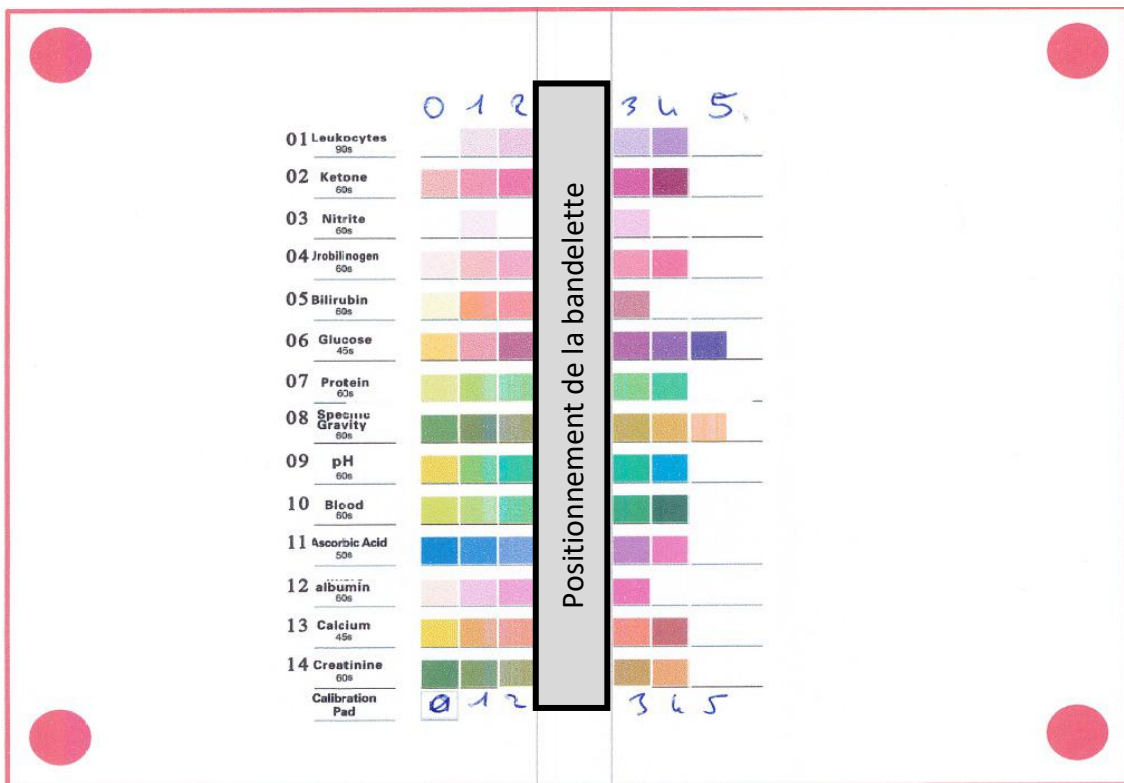 0 1 2 3 4 5
01 Leukocytes
90s
02 Ketone
60s
03 Nitrite
60s
04 Jrobilinogen
60s
05 Bilirubin
60s
06 Glucose
45s
07 Protein
60s
08 Specific
Gravity
60s
09 pH
60s
10 Blood
60s
11 Ascorbic Acid
50s
12 albumin
60s
13 Calcium
45s
14 Creatinine
60s
Calibration
Pad
0 1 2 3 4 5
Positionnement de la bandelette